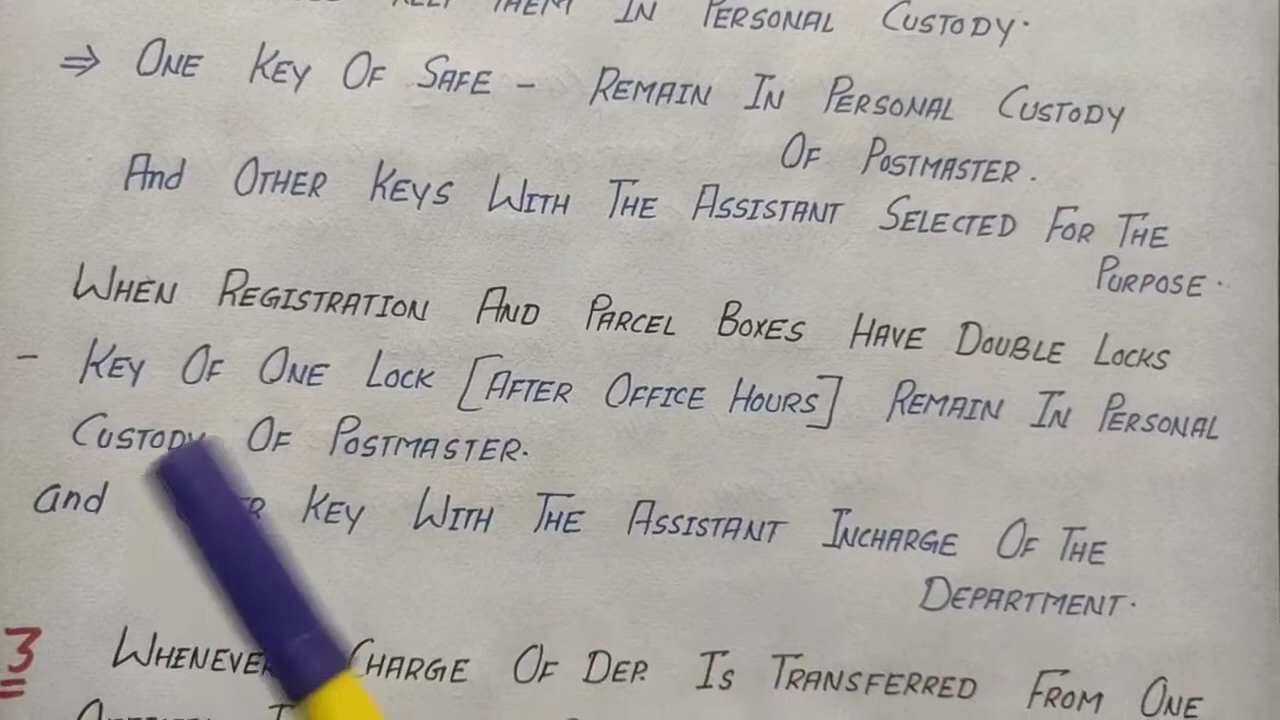 THEM IN PERSONAL CUSTODY.
⇒ ONE KEY OF SAFE - REMAIN IN PERSONAL CUSTODY
OF POSTMASTER.
And OTHER KEYS WITH THE ASSISTANT SELECTED FOR THE
PURPOSE.
WHEN REGISTRATION AND PARCEL BOXES HAVE DOUBLE LOCKS
- KEY OF ONE LOCK [AFTER OFFICE HOURS] REMAIN IN PERSONAL
CUSTODY OF POSTMASTER.
and KEY WITH THE ASSISTANT INCHARGE OF THE
DEPARTMENT.
3 WHENEVER CHARGE OF DEP. IS TRANSFERRED FROM ONE